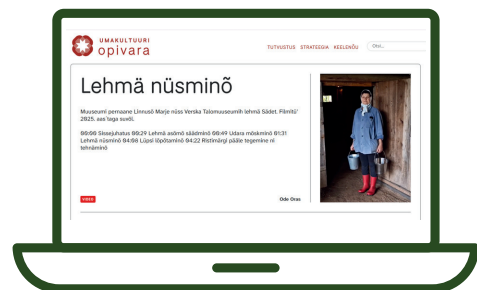 UMAKULTUURI
opivara
TUTVUSTUS STRATEEGIA KEELENÕU Otsi...
Lehmä nüsminõ
Muuseumi pernaane Linnusõ Marje nüss Verska Talomuuseumih lehmä Sädet. Filmiti'
2025. aas'taga suvõl.
00:00 Sissejuhatus 00:29 Lehmä asõmõ säädminõ 00:49 Udara mõskminõ 01:31
Lehmä nüsminõ 04:08 Lüpsi lõpõtaminõ 04:22 Ristimärgi pääle tegemine ni
tehnäminõ
VIDEO
Ode Oras